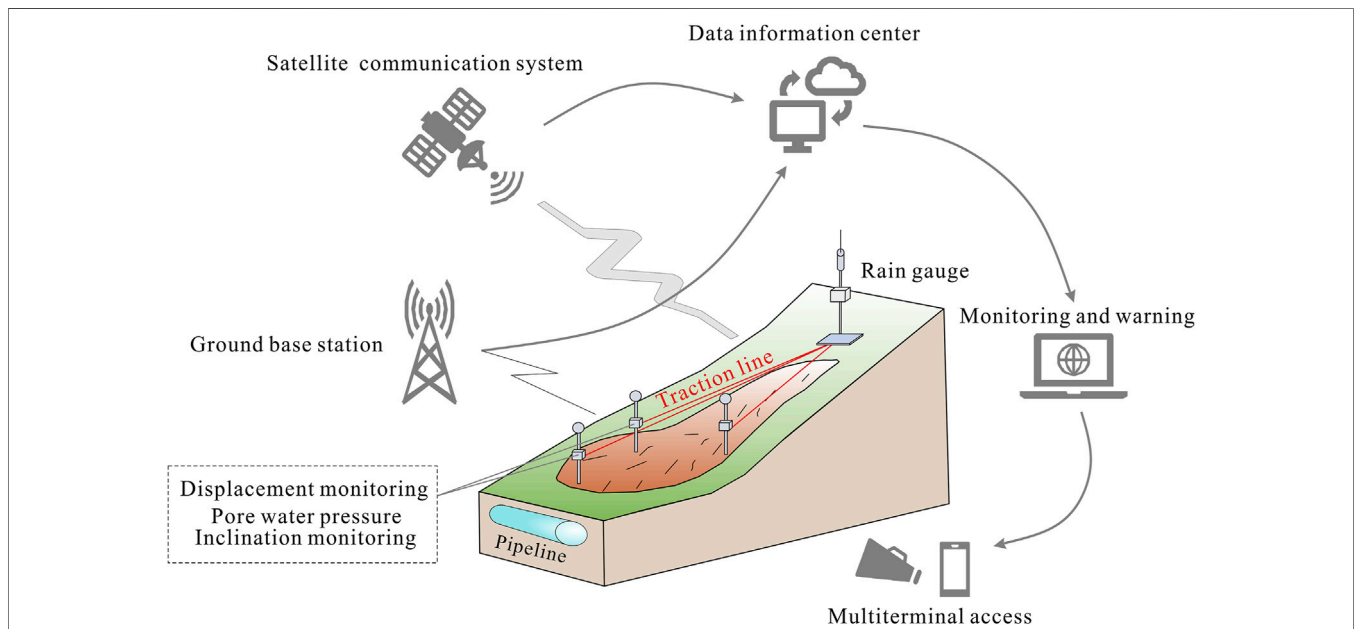 Data information center
Satellite communication system
Rain gauge
Monitoring and warning
Ground base station
Traction line
Displacement monitoring
Pore water pressure
Inclination monitoring
Pipeline
Multiterminal access